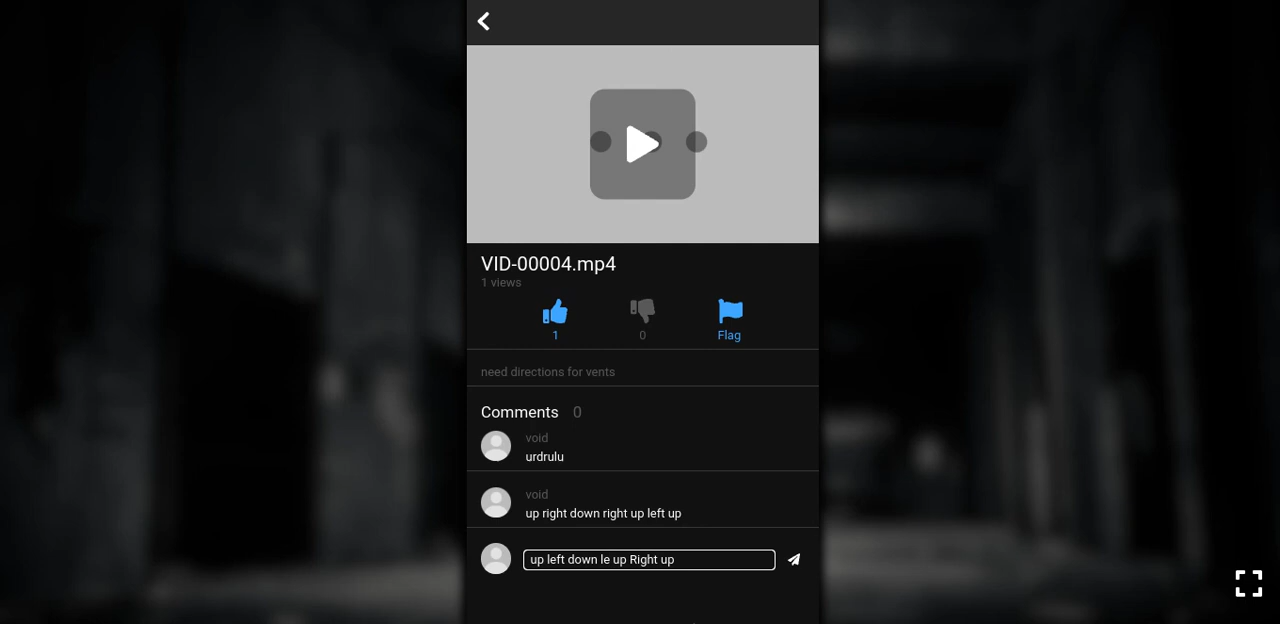 VID-00004.mp4
1 views
1
0
Flag
need directions for vents
Comments 0
void
urdrulu
void
up right down right up left up
up left down le up Right up